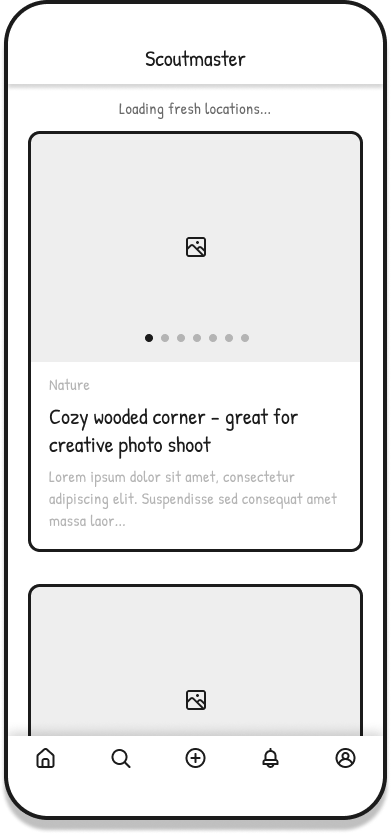 Scoutmaster
Loading fresh locations...
Nature
Cozy wooded corner - great for
creative photo shoot
Lorem ipsum dolor sit amet, consectetur
adipiscing elit. Suspendisse sed consequat amet
massa laor...